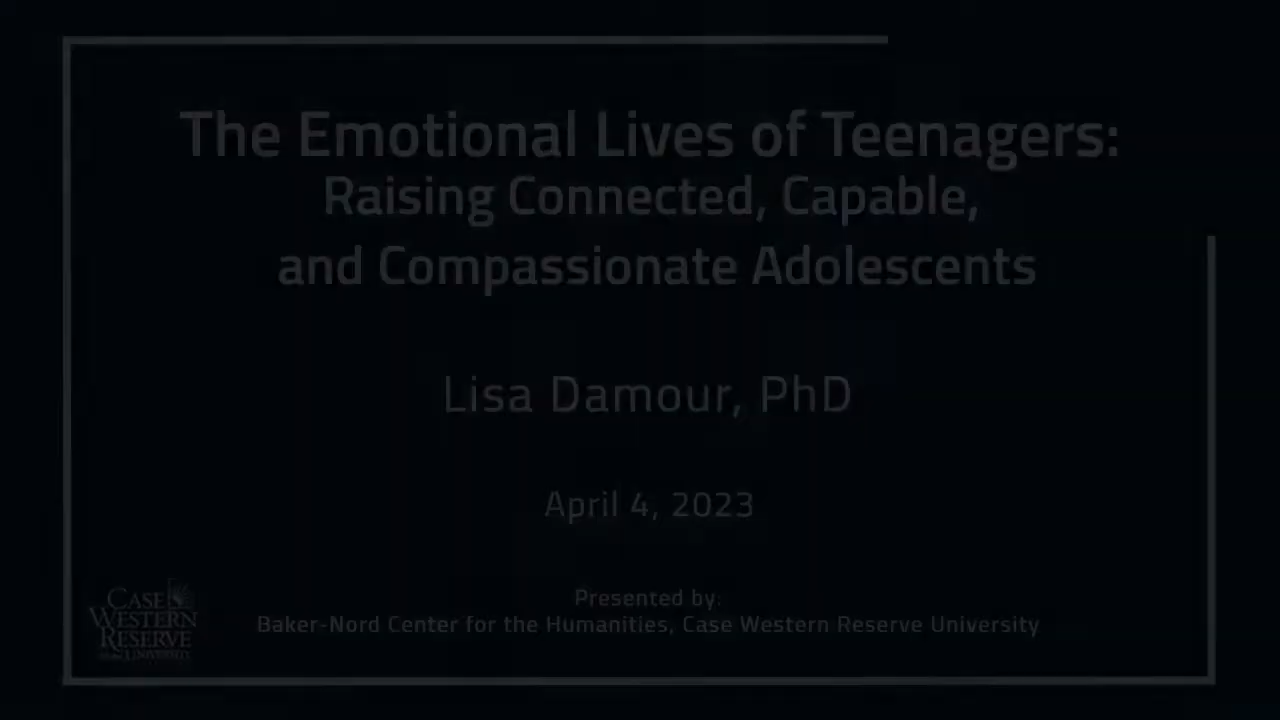 The Emotional Lives of Teenagers:
Raising Connected, Capable,
and Compassionate Adolescents
Lisa Damour, PhD
April 4, 2023
Presented by:
Baker-Nord Center for the Humanities, Case Western Reserve University
CASE
WESTERN
RESERVE
UNIVERSITY